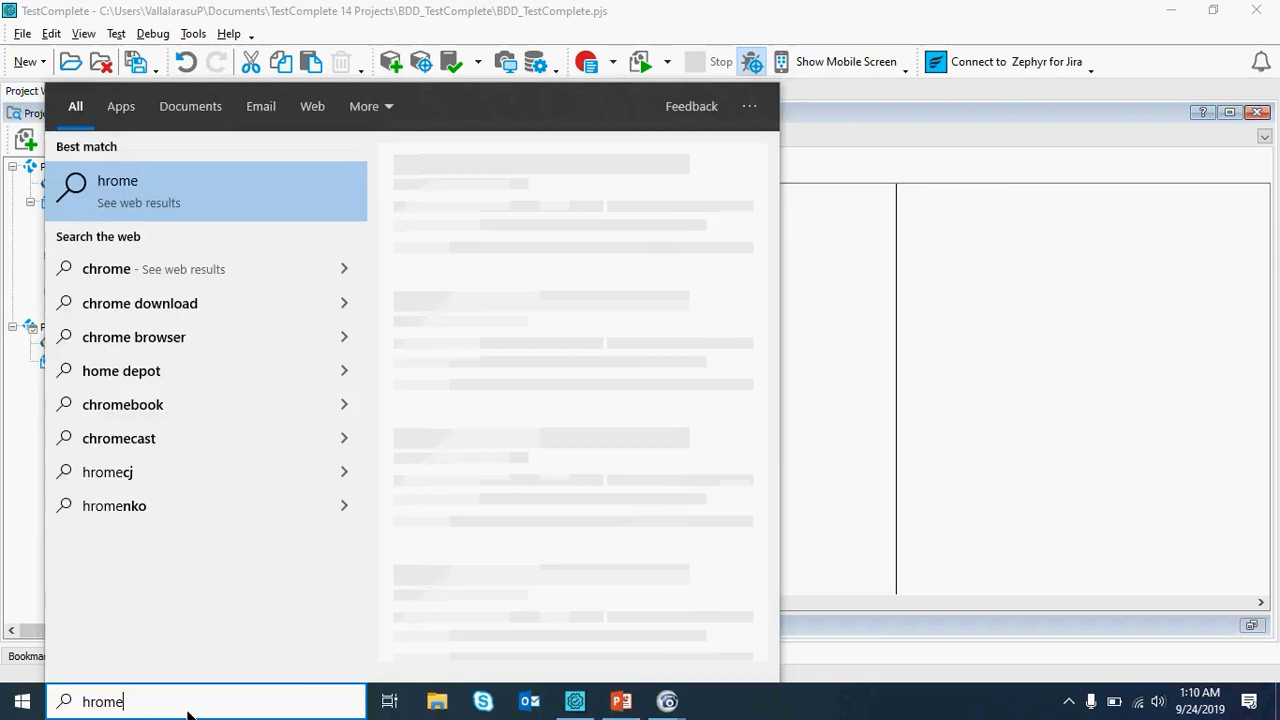 TestComplete - C:\Users\VallalarasuP\Documents\TestComplete 14 Projects\BDD_TestComplete\BDD_TestComplete.pjs
File Edit View Test Debug Tools Help
New Stop Show Mobile Screen Connect to Zephyr for Jira
Project W
Proje
All Apps Documents Email Web More Feedback ...
Best match
hrome
See web results
Search the web
chrome - See web results
chrome download
chrome browser
home depot
chromebook
chromecast
hromecj
hromenko
P
P
Bookmar
hrome
1:10 AM
9/24/2019